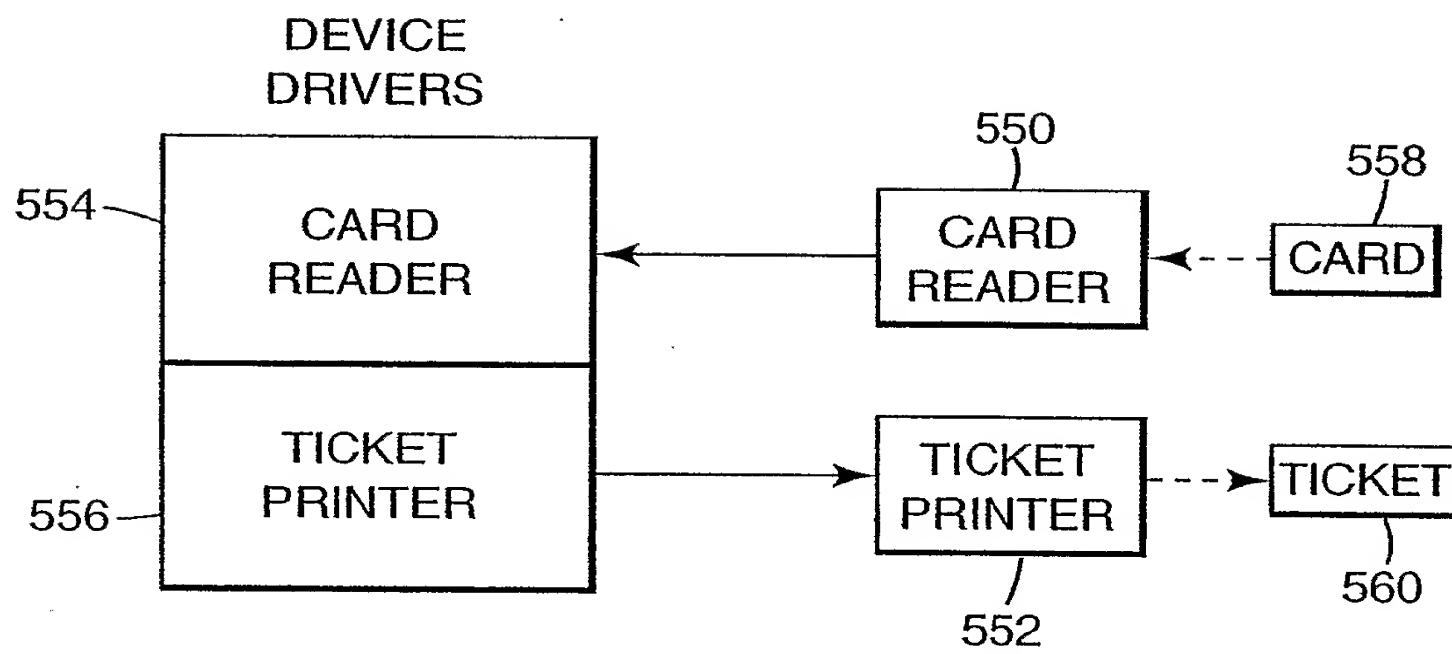 DEVICE
DRIVERS
554
CARD
READER
550
CARD
READER
558
CARD
556
TICKET
PRINTER
TICKET
PRINTER
552
TICKET
560